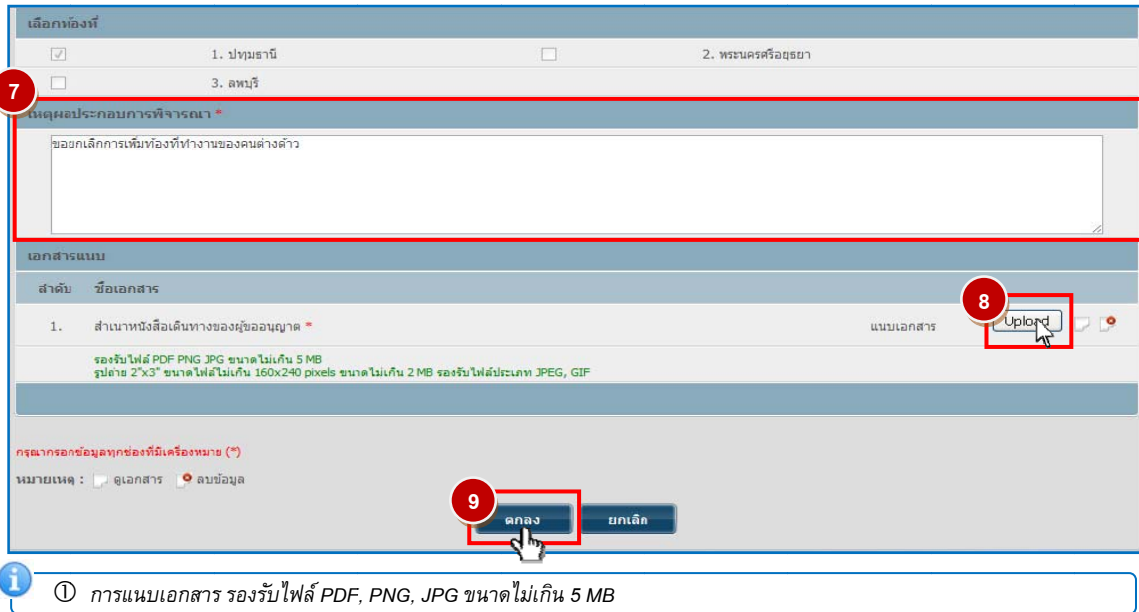 เลือกท้องที่
1. ปทุมธานี 2. พระนครศรีอยุธยา
3. ลพบุรี
7
เหตุผลประกอบการพิจารณา *
ขอยกเลิกการเพิ่มท้องที่ทำงานของคนต่างด้าว
เอกสารแนบ
ลำดับ ชื่อเอกสาร
8
1. สำเนาหนังสือเดินทางของผู้ขออนุญาต * แนบเอกสาร Upload
รองรับไฟล์ PDF PNG JPG ขนาดไม่เกิน 5 MB
รูปถ่าย 2"x3" ขนาดไฟล์ไม่เกิน 160x240 pixels ขนาดไม่เกิน 2 MB รองรับไฟล์ประเภท JPEG, GIF
กรุณากรอกข้อมูลทุกช่องที่มีเครื่องหมาย (*)
หมายเหตุ : ดูเอกสาร ลบข้อมูล
9
ตกลง ยกเลิก
① การแนบเอกสาร รองรับไฟล์ PDF, PNG, JPG ขนาดไม่เกิน 5 MB